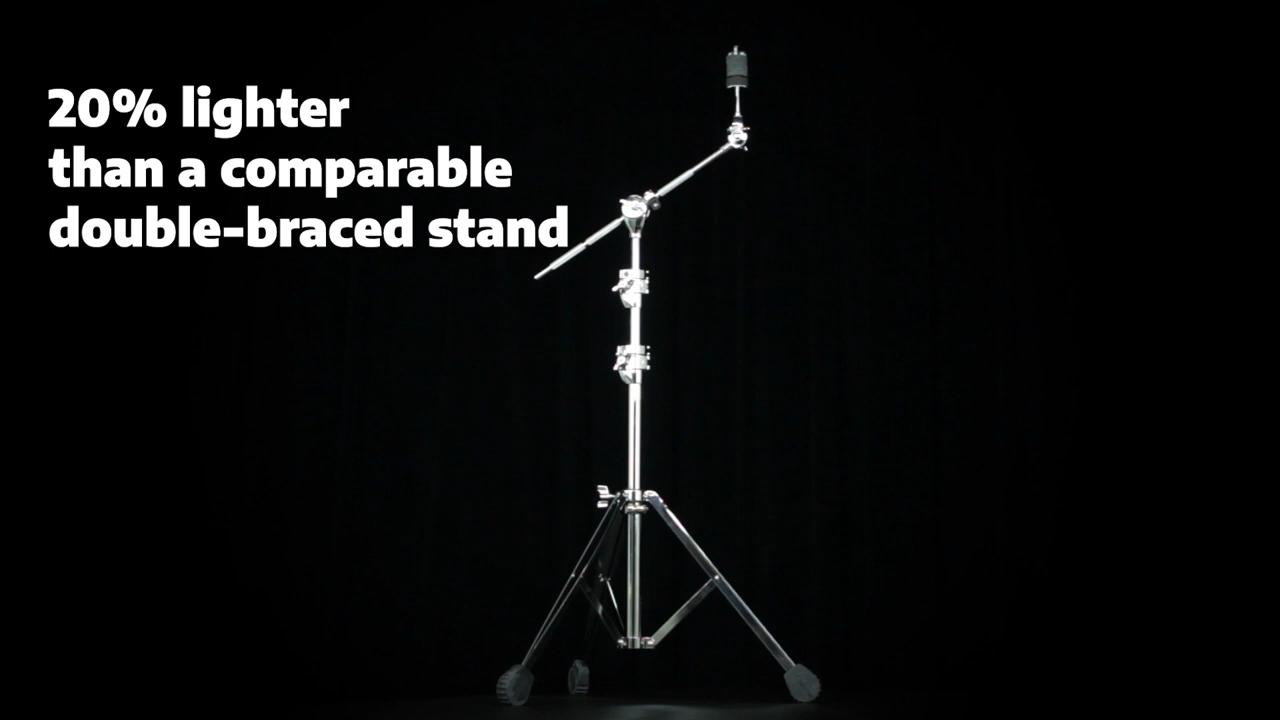 20% lighter
than a comparable
double-braced stand